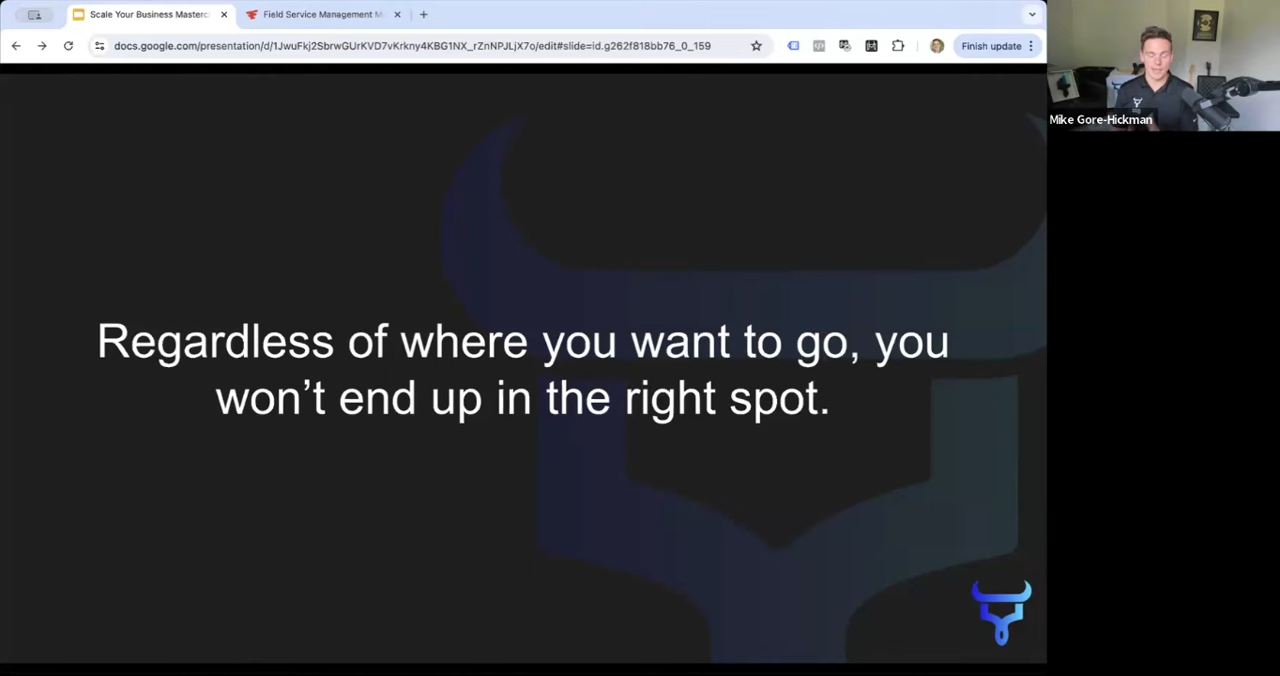 Scale Your Business Masterc
Field Service Management M
docs.google.com/presentation/d/1JwuFkj2SbrwGUrKVD7vKrkny4KBG1NX_rZnNPJLjX7o/edit#slide=id.g262f818bb76_0_159
Finish update
Mike Gore-Hickman
Regardless of where you want to go, you
won’t end up in the right spot.